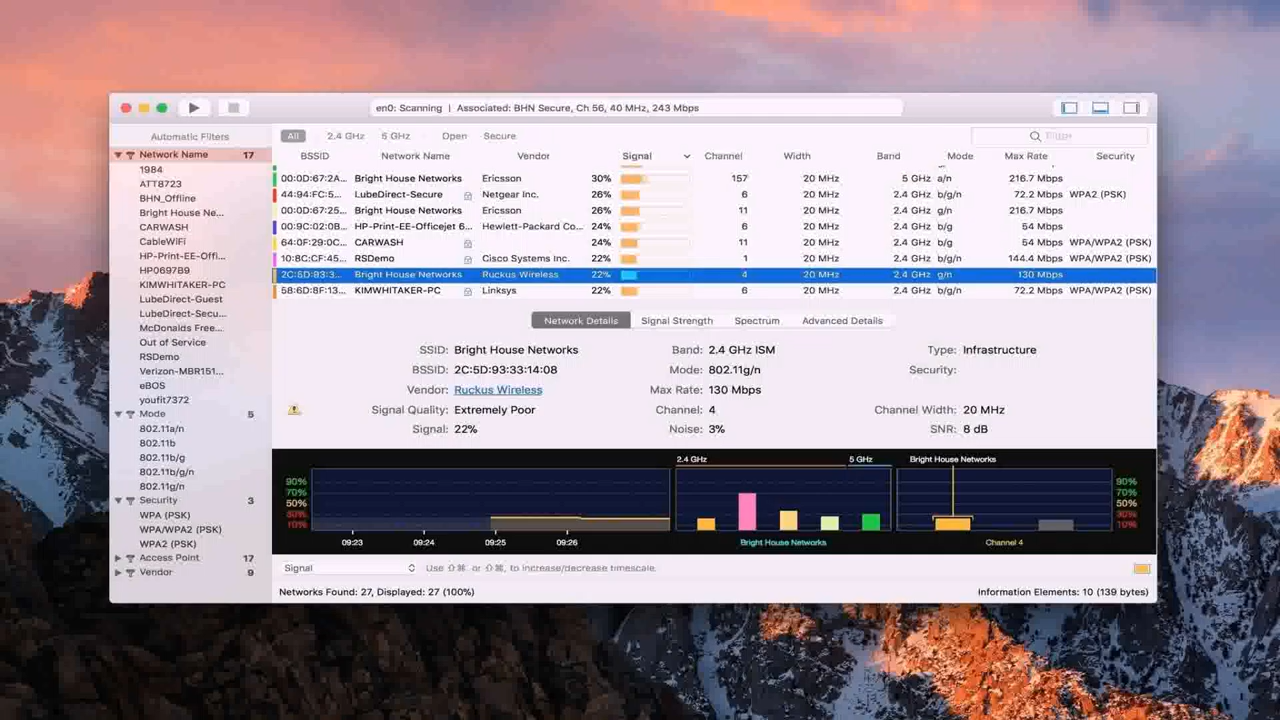 en0: Scanning | Associated: BHN Secure, Ch 56, 40 MHz, 243 Mbps
Automatic Filters
Network Name 17
1984
ATT8723
BHN_Offline
Bright House Ne...
CARWASH
CableWiFi
HP-Print-EE-Offi...
HP0697B9
KIMWHITAKER-PC
LubeDirect-Guest
LubeDirect-Secu...
McDonalds Free...
Out of Service
RSDemo
Verizon-MBR151...
eBOS
youfit7372
Mode 5
802.11a/n
802.11b
802.11b/g
802.11b/g/n
802.11g/n
Security 3
WPA (PSK)
WPA/WPA2 (PSK)
WPA2 (PSK)
Access Point 17
Vendor 9
All 2.4 GHz 5 GHz Open Secure
BSSID Network Name Vendor Signal Channel Width Band Mode Max Rate Security
00:0D:67:2A... Bright House Networks Ericsson 30% 157 20 MHz 5 GHz a/n 216.7 Mbps
44:94:FC:5... LubeDirect-Secure Netgear Inc. 26% 6 20 MHz 2.4 GHz b/g/n 72.2 Mbps WPA2 (PSK)
00:0D:67:25... Bright House Networks Ericsson 26% 11 20 MHz 2.4 GHz b/g/n 216.7 Mbps
00:9C:02:0B... HP-Print-EE-Officejet 6... Hewlett-Packard Co... 24% 6 20 MHz 2.4 GHz b/g 54 Mbps
64:0F:29:0C... CARWASH 24% 11 20 MHz 2.4 GHz b/g 54 Mbps WPA/WPA2 (PSK)
10:8C:CF:45... RSDemo Cisco Systems Inc. 22% 1 20 MHz 2.4 GHz b/g/n 144.4 Mbps WPA/WPA2 (PSK)
2C:5D:93:3... Bright House Networks Ruckus Wireless 22% 4 20 MHz 2.4 GHz g/n 130 Mbps
58:6D:8F:13... KIMWHITAKER-PC Linksys 22% 6 20 MHz 2.4 GHz b/g/n 72.2 Mbps WPA/WPA2 (PSK)
Network Details Signal Strength Spectrum Advanced Details
SSID: Bright House Networks Band: 2.4 GHz ISM Type: Infrastructure
BSSID: 2C:5D:93:33:14:08 Mode: 802.11g/n Security:
Vendor: Ruckus Wireless Max Rate: 130 Mbps
Signal Quality: Extremely Poor Channel: 4 Channel Width: 20 MHz
Signal: 22% Noise: 3% SNR: 8 dB
2.4 GHz 5 GHz Bright House Networks
90% 90%
70% 70%
50% 50%
30% 30%
10% 10%
09:23 09:24 09:25 09:26 Bright House Networks Channel 4
Signal Use ⇧⌘ or ⇧⌘, to increase/decrease timescale.
Networks Found: 27, Displayed: 27 (100%) Information Elements: 10 (139 bytes)